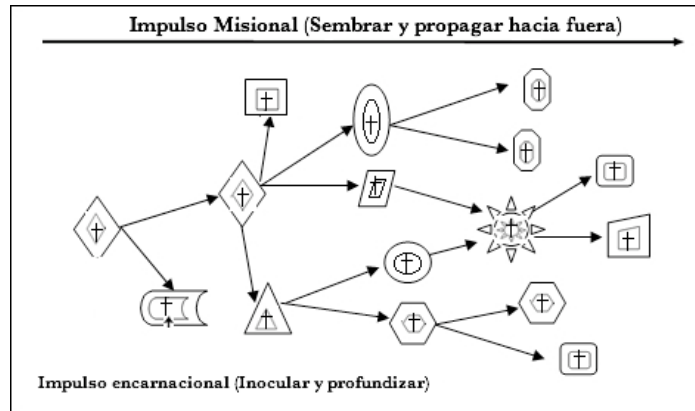 Impulso Misional (Sembrar y propagar hacia fuera)
Impulso encarnacional (Inocular y profundizar)